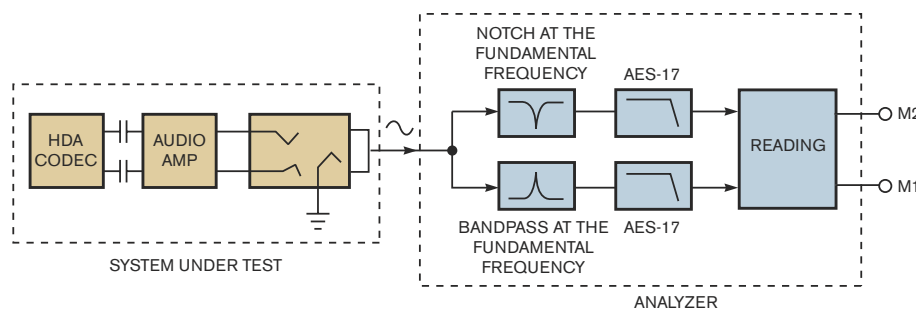 NOTCH AT THE
FUNDAMENTAL
FREQUENCY
AES-17
HDA
CODEC
AUDIO
AMP
READING
M2
M1
BANDPASS AT THE
FUNDAMENTAL
FREQUENCY
AES-17
SYSTEM UNDER TEST
ANALYZER